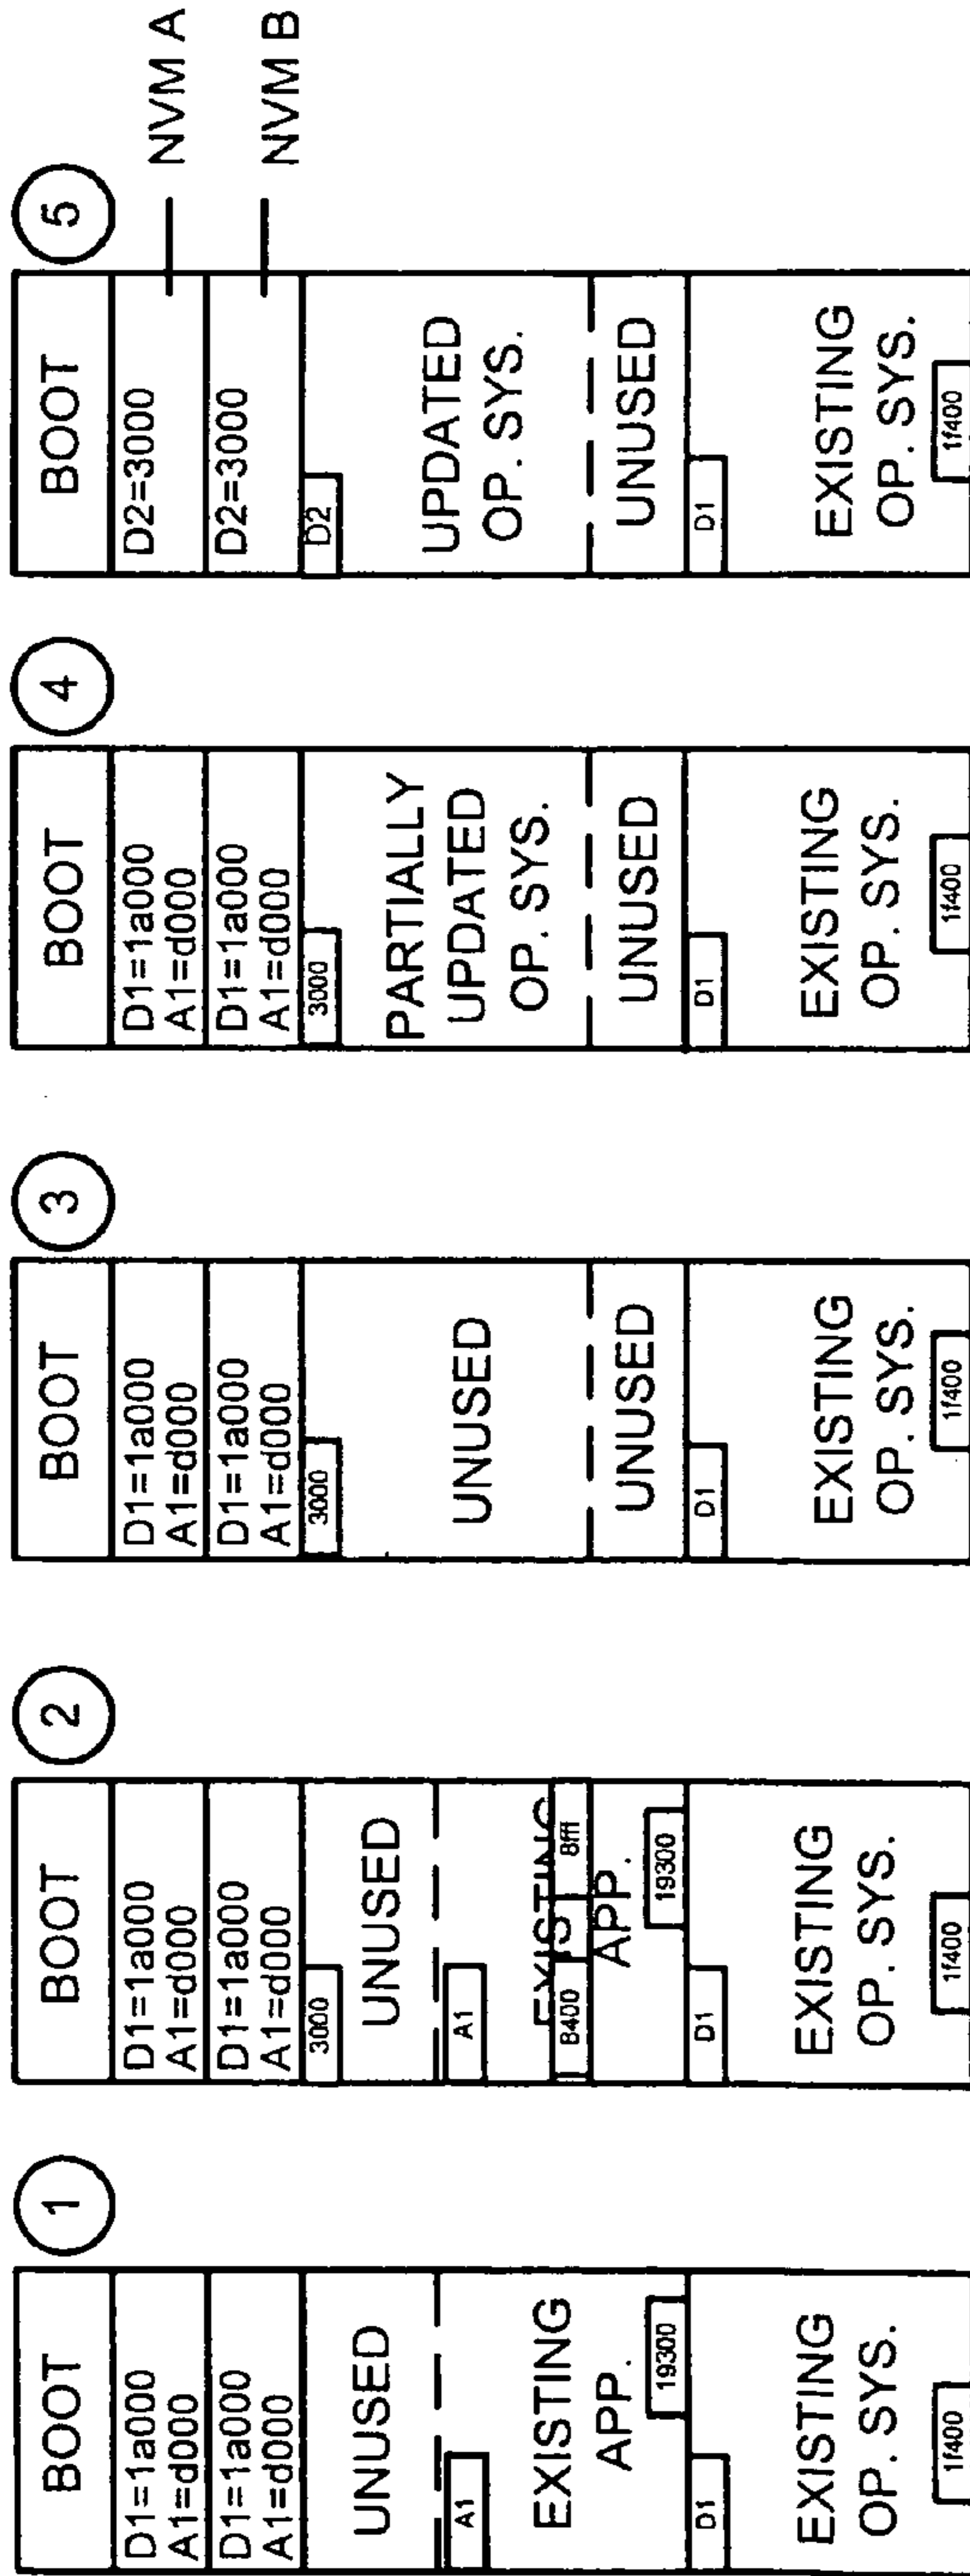 1
BOOT
D1=1a000
A1=d000
D1=1a000
A1=d000
UNUSED
A1
EXISTING
APP.
19300
D1
EXISTING
OP. SYS.
1f400
2
BOOT
D1=1a000
A1=d000
D1=1a000
A1=d000
3000
UNUSED
A1
EXISTING
8400 8fff
APP.
19300
D1
EXISTING
OP. SYS.
1f400
3
BOOT
D1=1a000
A1=d000
D1=1a000
A1=d000
3000
UNUSED
UNUSED
D1
EXISTING
OP. SYS.
1f400
4
BOOT
D1=1a000
A1=d000
D1=1a000
A1=d000
3000
PARTIALLY
UPDATED
OP. SYS.
UNUSED
D1
EXISTING
OP. SYS.
1f400
5
BOOT
D2=3000
NVM A
D2=3000
NVM B
D2
UPDATED
OP. SYS.
UNUSED
D1
EXISTING
OP. SYS.
1f400